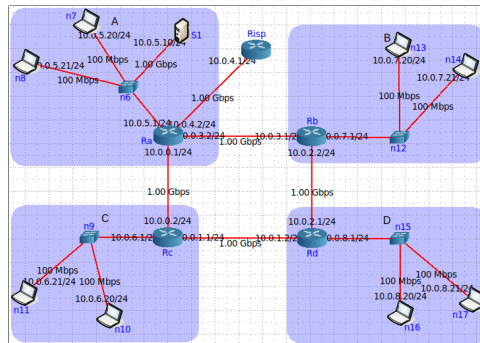 n7
A
10.0.5.20/24
10.0.5.10/24
S1
Risp
10.0.4.1/24
B
n13
10.0.7.20/24
n14
10.0.7.21/24
10.0.5.21/24
n8
100 Mbps
1.00 Gbps
100 Mbps
n6
1.00 Gbps
100 Mbps
100 Mbps
10.0.5.1/24
10.0.4.2/24
10.0.3.2/24
Ra
1.00 Gbps
10.0.3.1/24
Rb
10.0.7.1/24
n12
10.0.0.1/24
10.0.2.2/24
1.00 Gbps
1.00 Gbps
C
n9
10.0.0.2/24
10.0.6.1/24
10.0.1.1/24
Rc
1.00 Gbps
10.0.2.1/24
10.0.1.2/24
Rd
10.0.8.1/24
D
n15
100 Mbps
10.0.6.21/24
100 Mbps
10.0.6.20/24
n11
n10
100 Mbps
100 Mbps
10.0.8.21/24
10.0.8.20/24
n16
n17